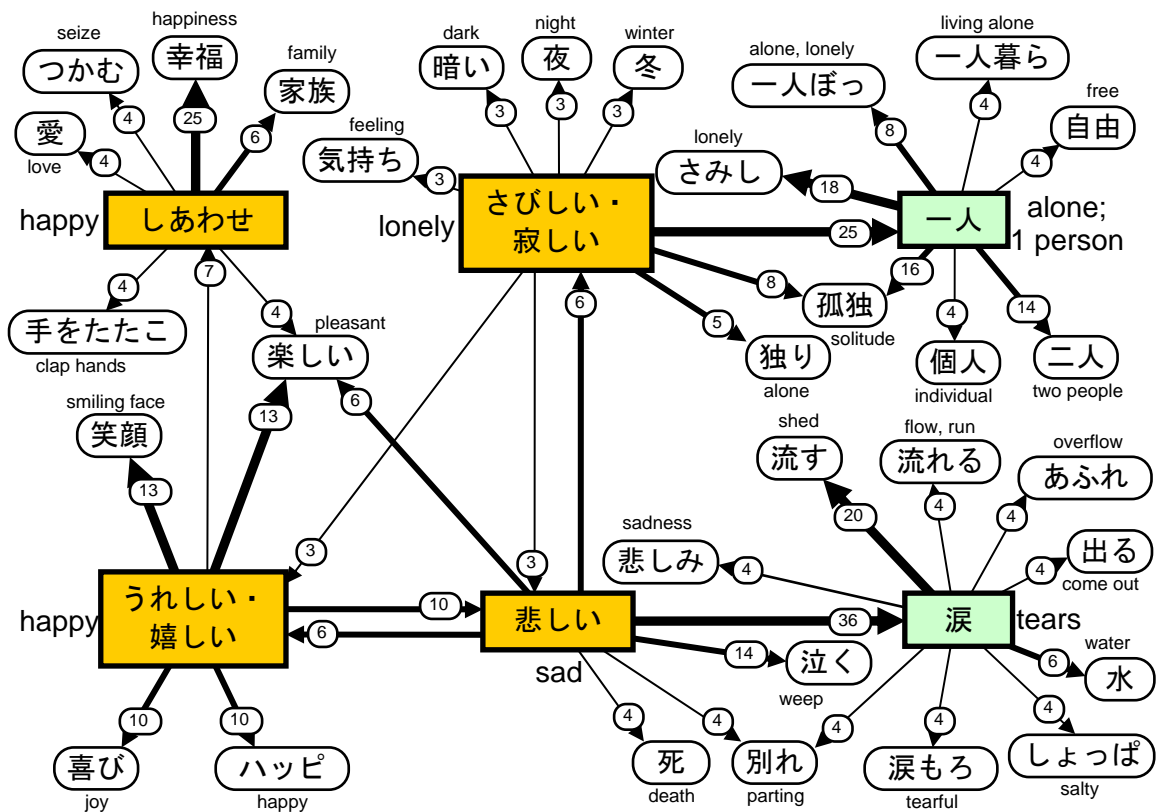 happiness
幸福
seize
つかむ
family
家族
愛
love
25
4
6
4
happy
しあわせ
7
4
4
手をたたこ
clap hands
pleasant
楽しい
smiling face
笑顔
13
13
6
happy
うれしい・
嬉しい
10
10
喜び
joy
ハッピ
happy
dark
暗い
night
夜
winter
冬
feeling
気持ち
3
3
3
3
lonely
さびしい・
寂しい
25
8
5
6
3
3
孤独
solitude
独り
alone
10
6
悲しい
sad
36
14
泣く
weep
4
4
死
death
別れ
parting
alone, lonely
一人ぼっ
living alone
一人暮ら
free
自由
lonely
さみし
8
4
4
18
一人
alone;
1 person
16
4
14
個人
individual
二人
two people
shed
流す
flow, run
流れる
overflow
あふれ
sadness
悲しみ
出る
come out
20
4
4
4
4
涙
tears
water
水
6
4
4
4
涙もろ
tearful
しょっぱ
salty